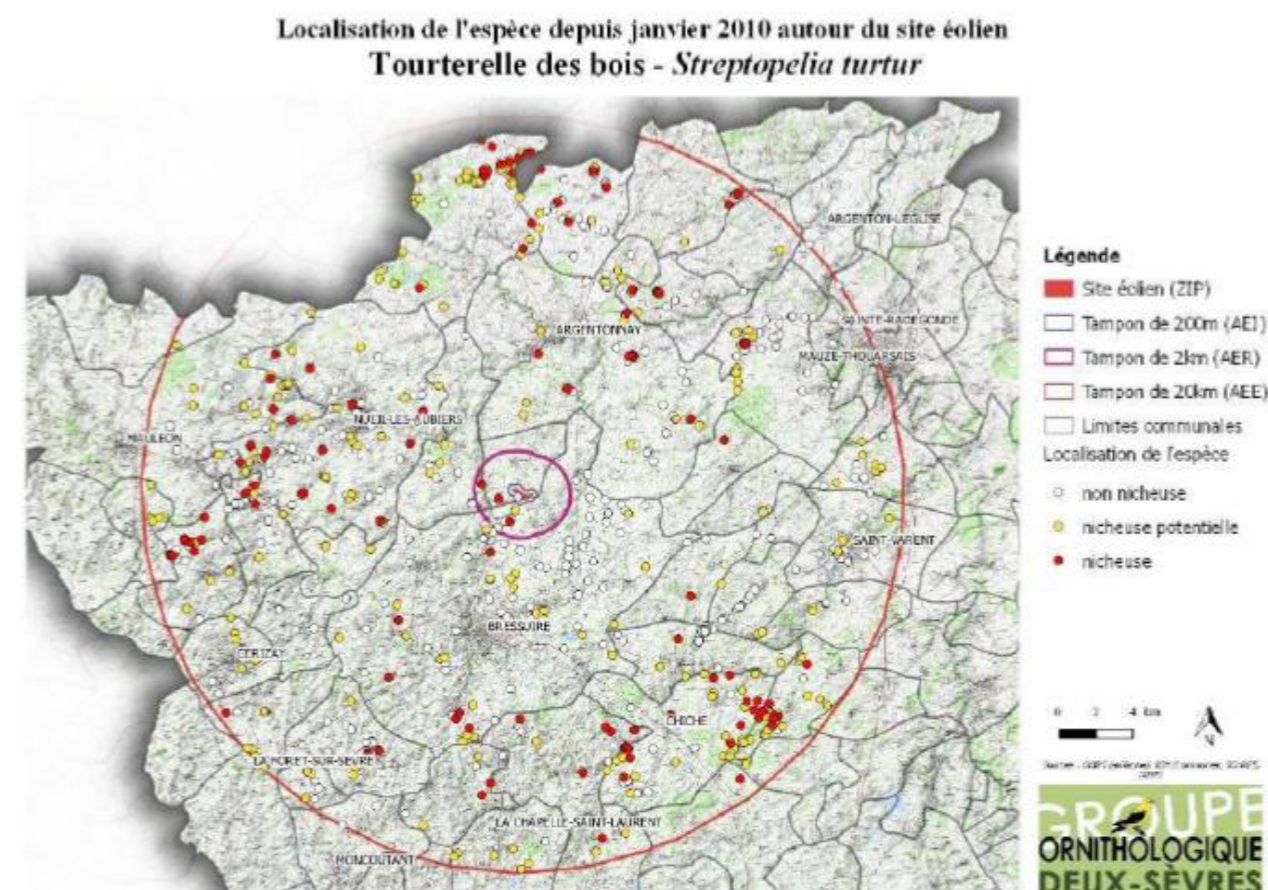 Localisation de l'espèce depuis janvier 2010 autour du site éolien
Tourterelle des bois - Streptopelia turtur
ARGENTON-L'EGLISE
ARGENTONNAY
SAINTE-RADEGONDE
MAUZE-THOUARSAIS
NUEIL-LES-AUBIERS
MAULEON
SAINT-VARENT
BRESSUIRE
CERIZAY
CHICHE
LA FORET-SUR-SEVRE
LA CHAPELLE-SAINT-LAURENT
MONCOUTANT
Légende
Site éolien (ZIP)
Tampon de 200m (AEI)
Tampon de 2km (AER)
Tampon de 20km (AEE)
Limites communales
Localisation de l'espèce
non nicheuse
nicheuse potentielle
nicheuse
0 2 4 km
N
GROUPE
ORNITHOLOGIQUE
DEUX-SÈVRES